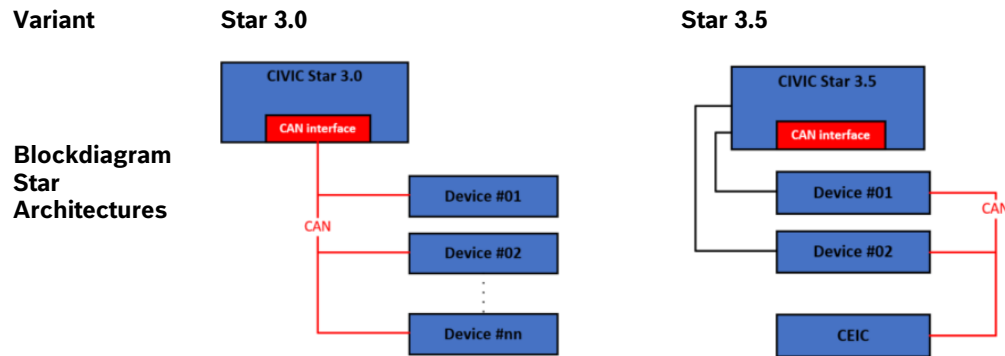 Variant
Star 3.0
Star 3.5
Blockdiagram
Star
Architectures
CIVIC Star 3.0
CAN interface
Device #01
CAN
Device #02
Device #nn
CIVIC Star 3.5
CAN interface
Device #01
CAN
Device #02
CEIC